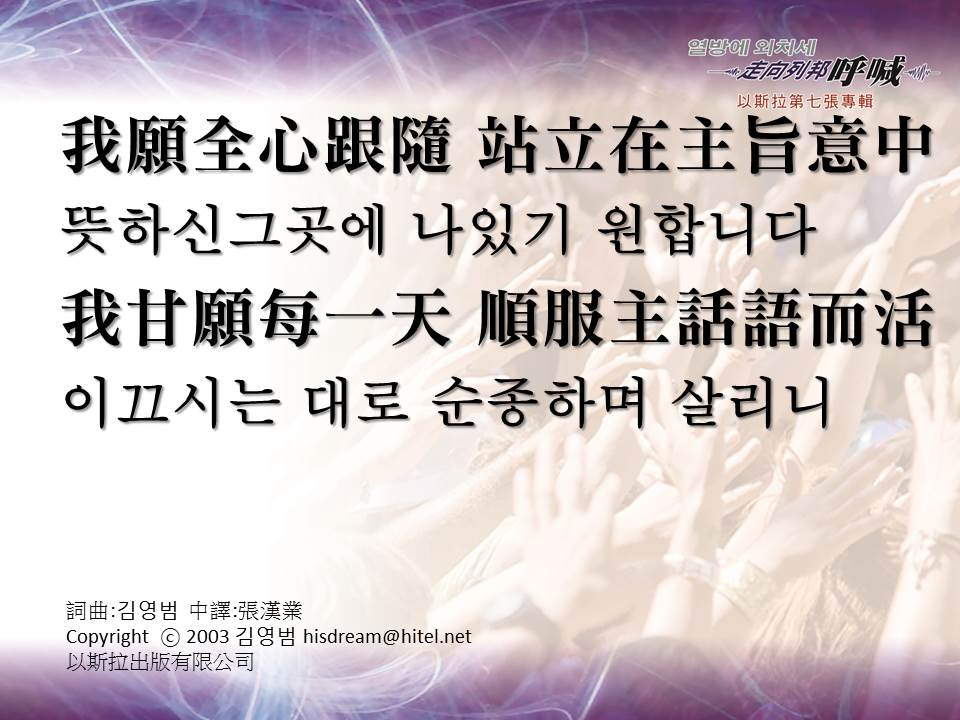 열방에 외치세
走向列邦呼喊
以斯拉第七張專輯
我願全心跟隨 站立在主旨意中
뜻하신그곳에 나있기 원합니다
我甘願每一天 順服主話語而活
이끄시는 대로 순종하며 살리니
詞曲:김영범 中譯:張漢業
Copyright ⓒ 2003 김영범 hisdream@hitel.net
以斯拉出版有限公司